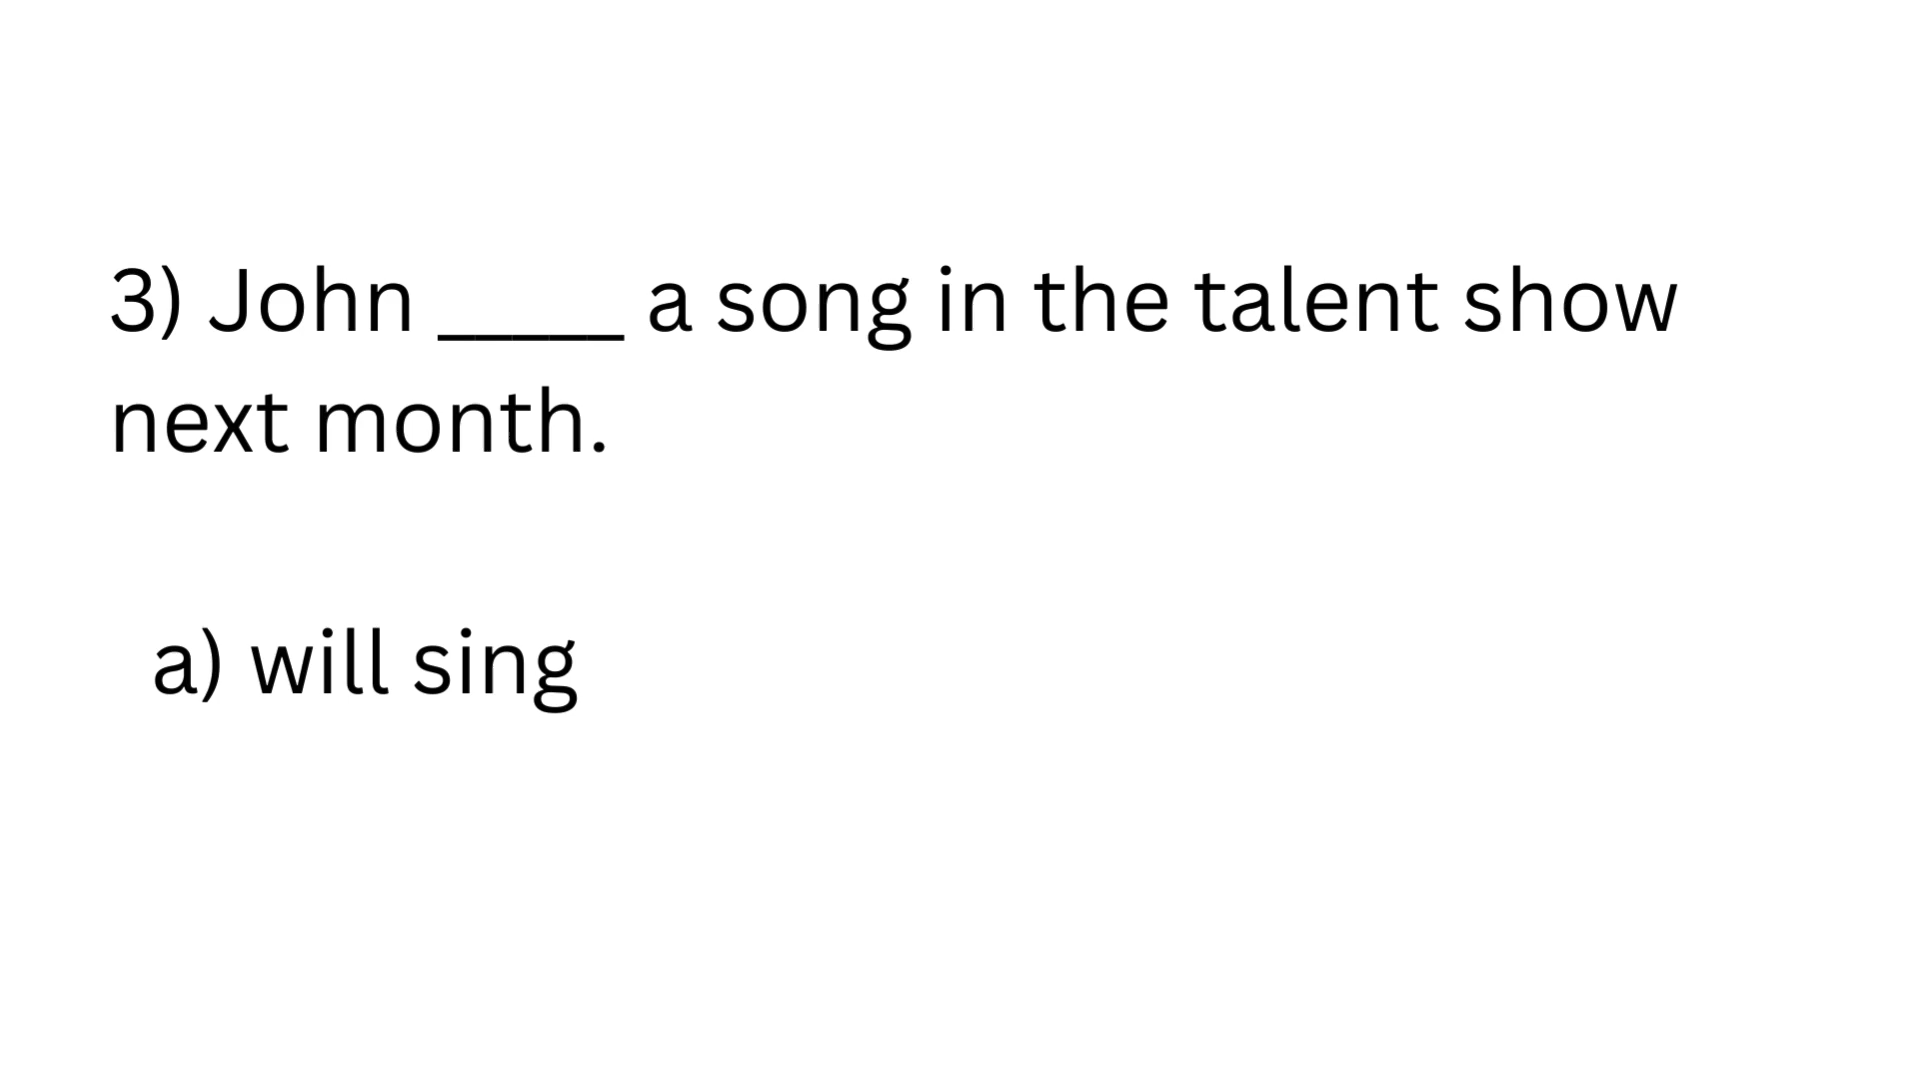 3) John _____ a song in the talent show
next month.
a) will sing